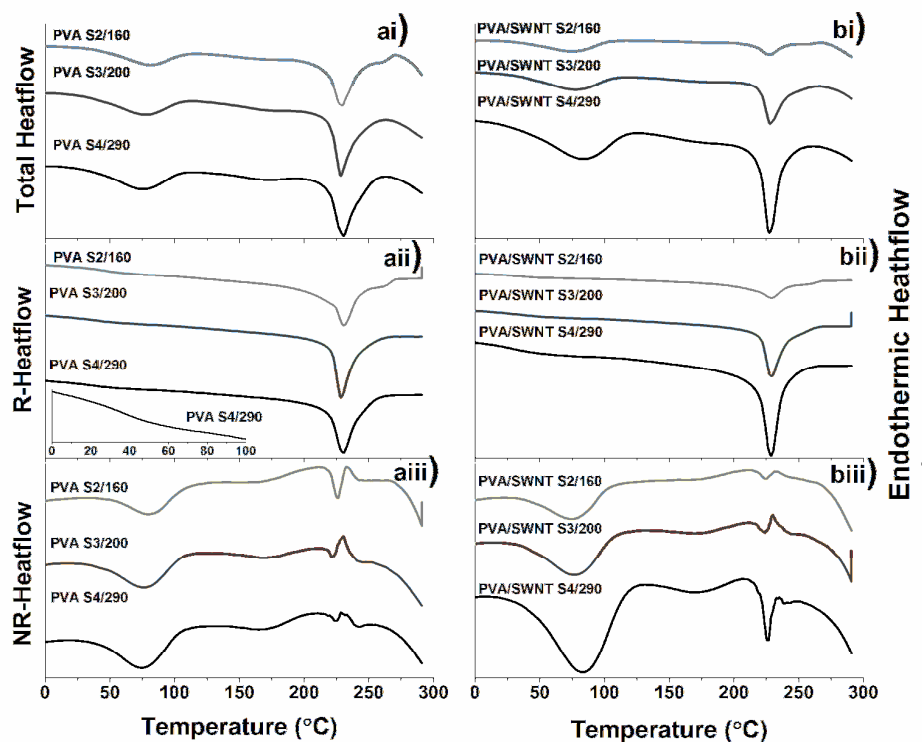 ai)
PVA S2/160
PVA S3/200
PVA S4/290
Total Heatflow
bi)
PVA/SWNT S2/160
PVA/SWNT S3/200
PVA/SWNT S4/290
aii)
PVA S2/160
PVA S3/200
PVA S4/290
PVA S4/290
0 20 40 60 80 100
R-Heatflow
bii)
PVA/SWNT S2/160
PVA/SWNT S3/200
PVA/SWNT S4/290
Endothermic Heathflow
aiii)
PVA S2/160
PVA S3/200
PVA S4/290
NR-Heatflow
0 50 100 150 200 250 300
Temperature (°C)
biii)
PVA/SWNT S2/160
PVA/SWNT S3/200
PVA/SWNT S4/290
0 50 100 150 200 250 300
Temperature (°C)